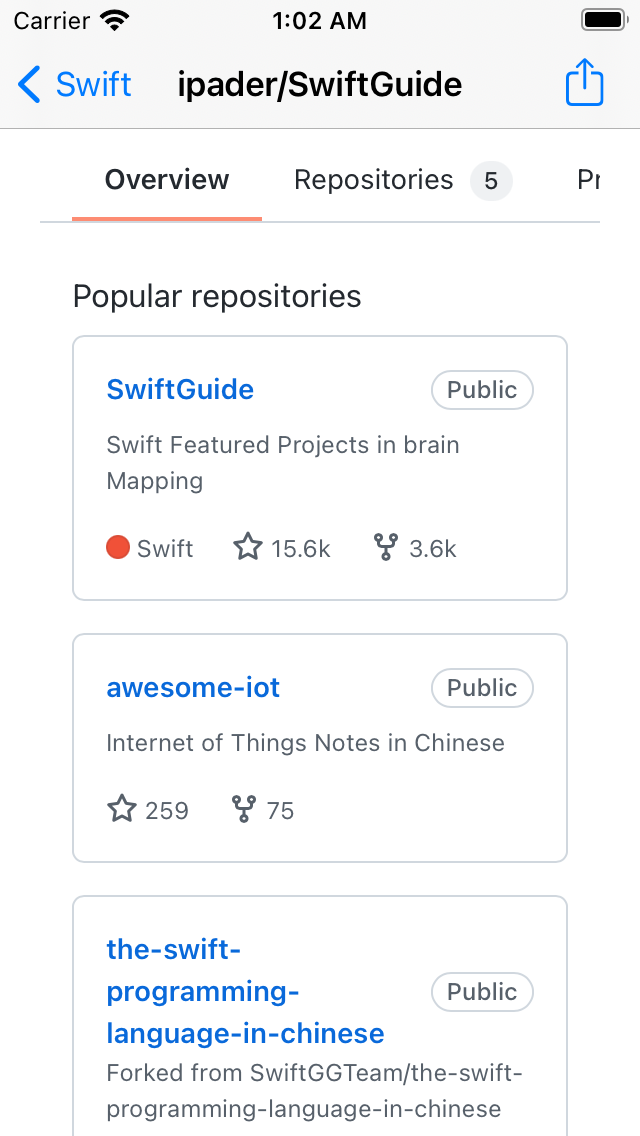 Carrier 1:02 AM
Swift ipader/SwiftGuide
Overview Repositories 5 Pr
Popular repositories
SwiftGuide Public
Swift Featured Projects in brain
Mapping
Swift 15.6k 3.6k
awesome-iot Public
Internet of Things Notes in Chinese
259 75
the-swift-
programming- Public
language-in-chinese
Forked from SwiftGGTeam/the-swift-
programming-language-in-chinese